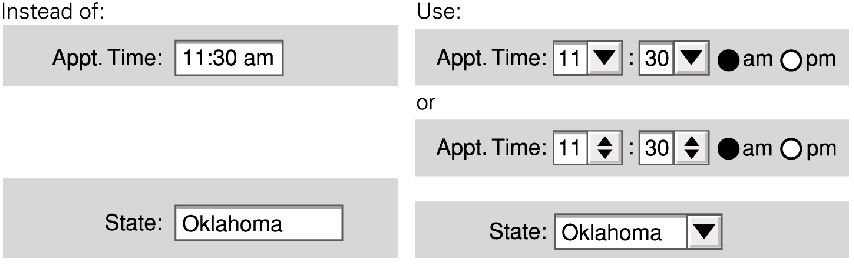 Instead of:
Appt. Time: 11:30 am
State: Oklahoma
Use:
Appt. Time: 11 : 30 am pm
or
Appt. Time: 11 : 30 am pm
State: Oklahoma